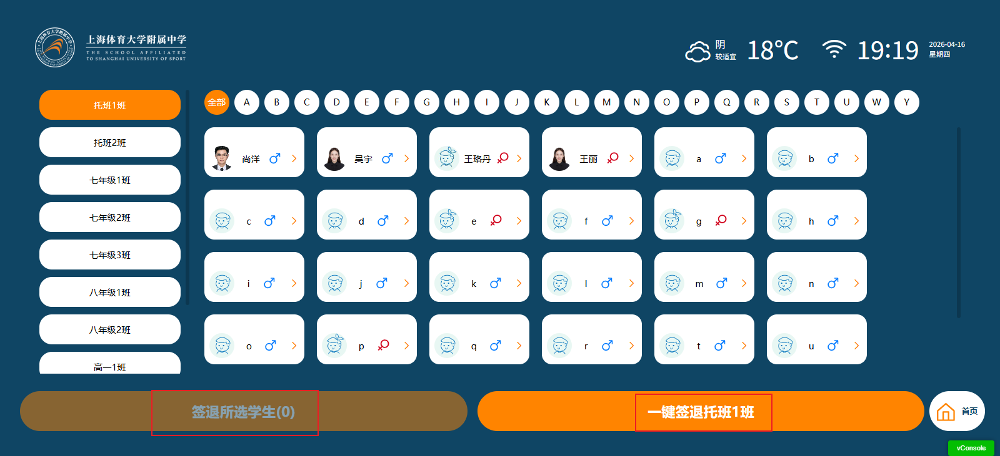 上海体育大学附属中学
THE SCHOOL AFFILIATED
TO SHANGHAI UNIVERSITY OF SPORT
阴
较适宜
18℃
19:19
2026-04-16
星期四
托班1班
托班2班
七年级1班
七年级2班
七年级3班
八年级1班
八年级2班
高一1班
全部 A B C D E F G H I J K L M N O P Q R S T U W Y
尚洋 吴宇 王珞丹 王丽 a b
c d e f g h
i j k l m n
o p q r t u
签退所选学生(0)
一键签退托班1班
首页
vConsole